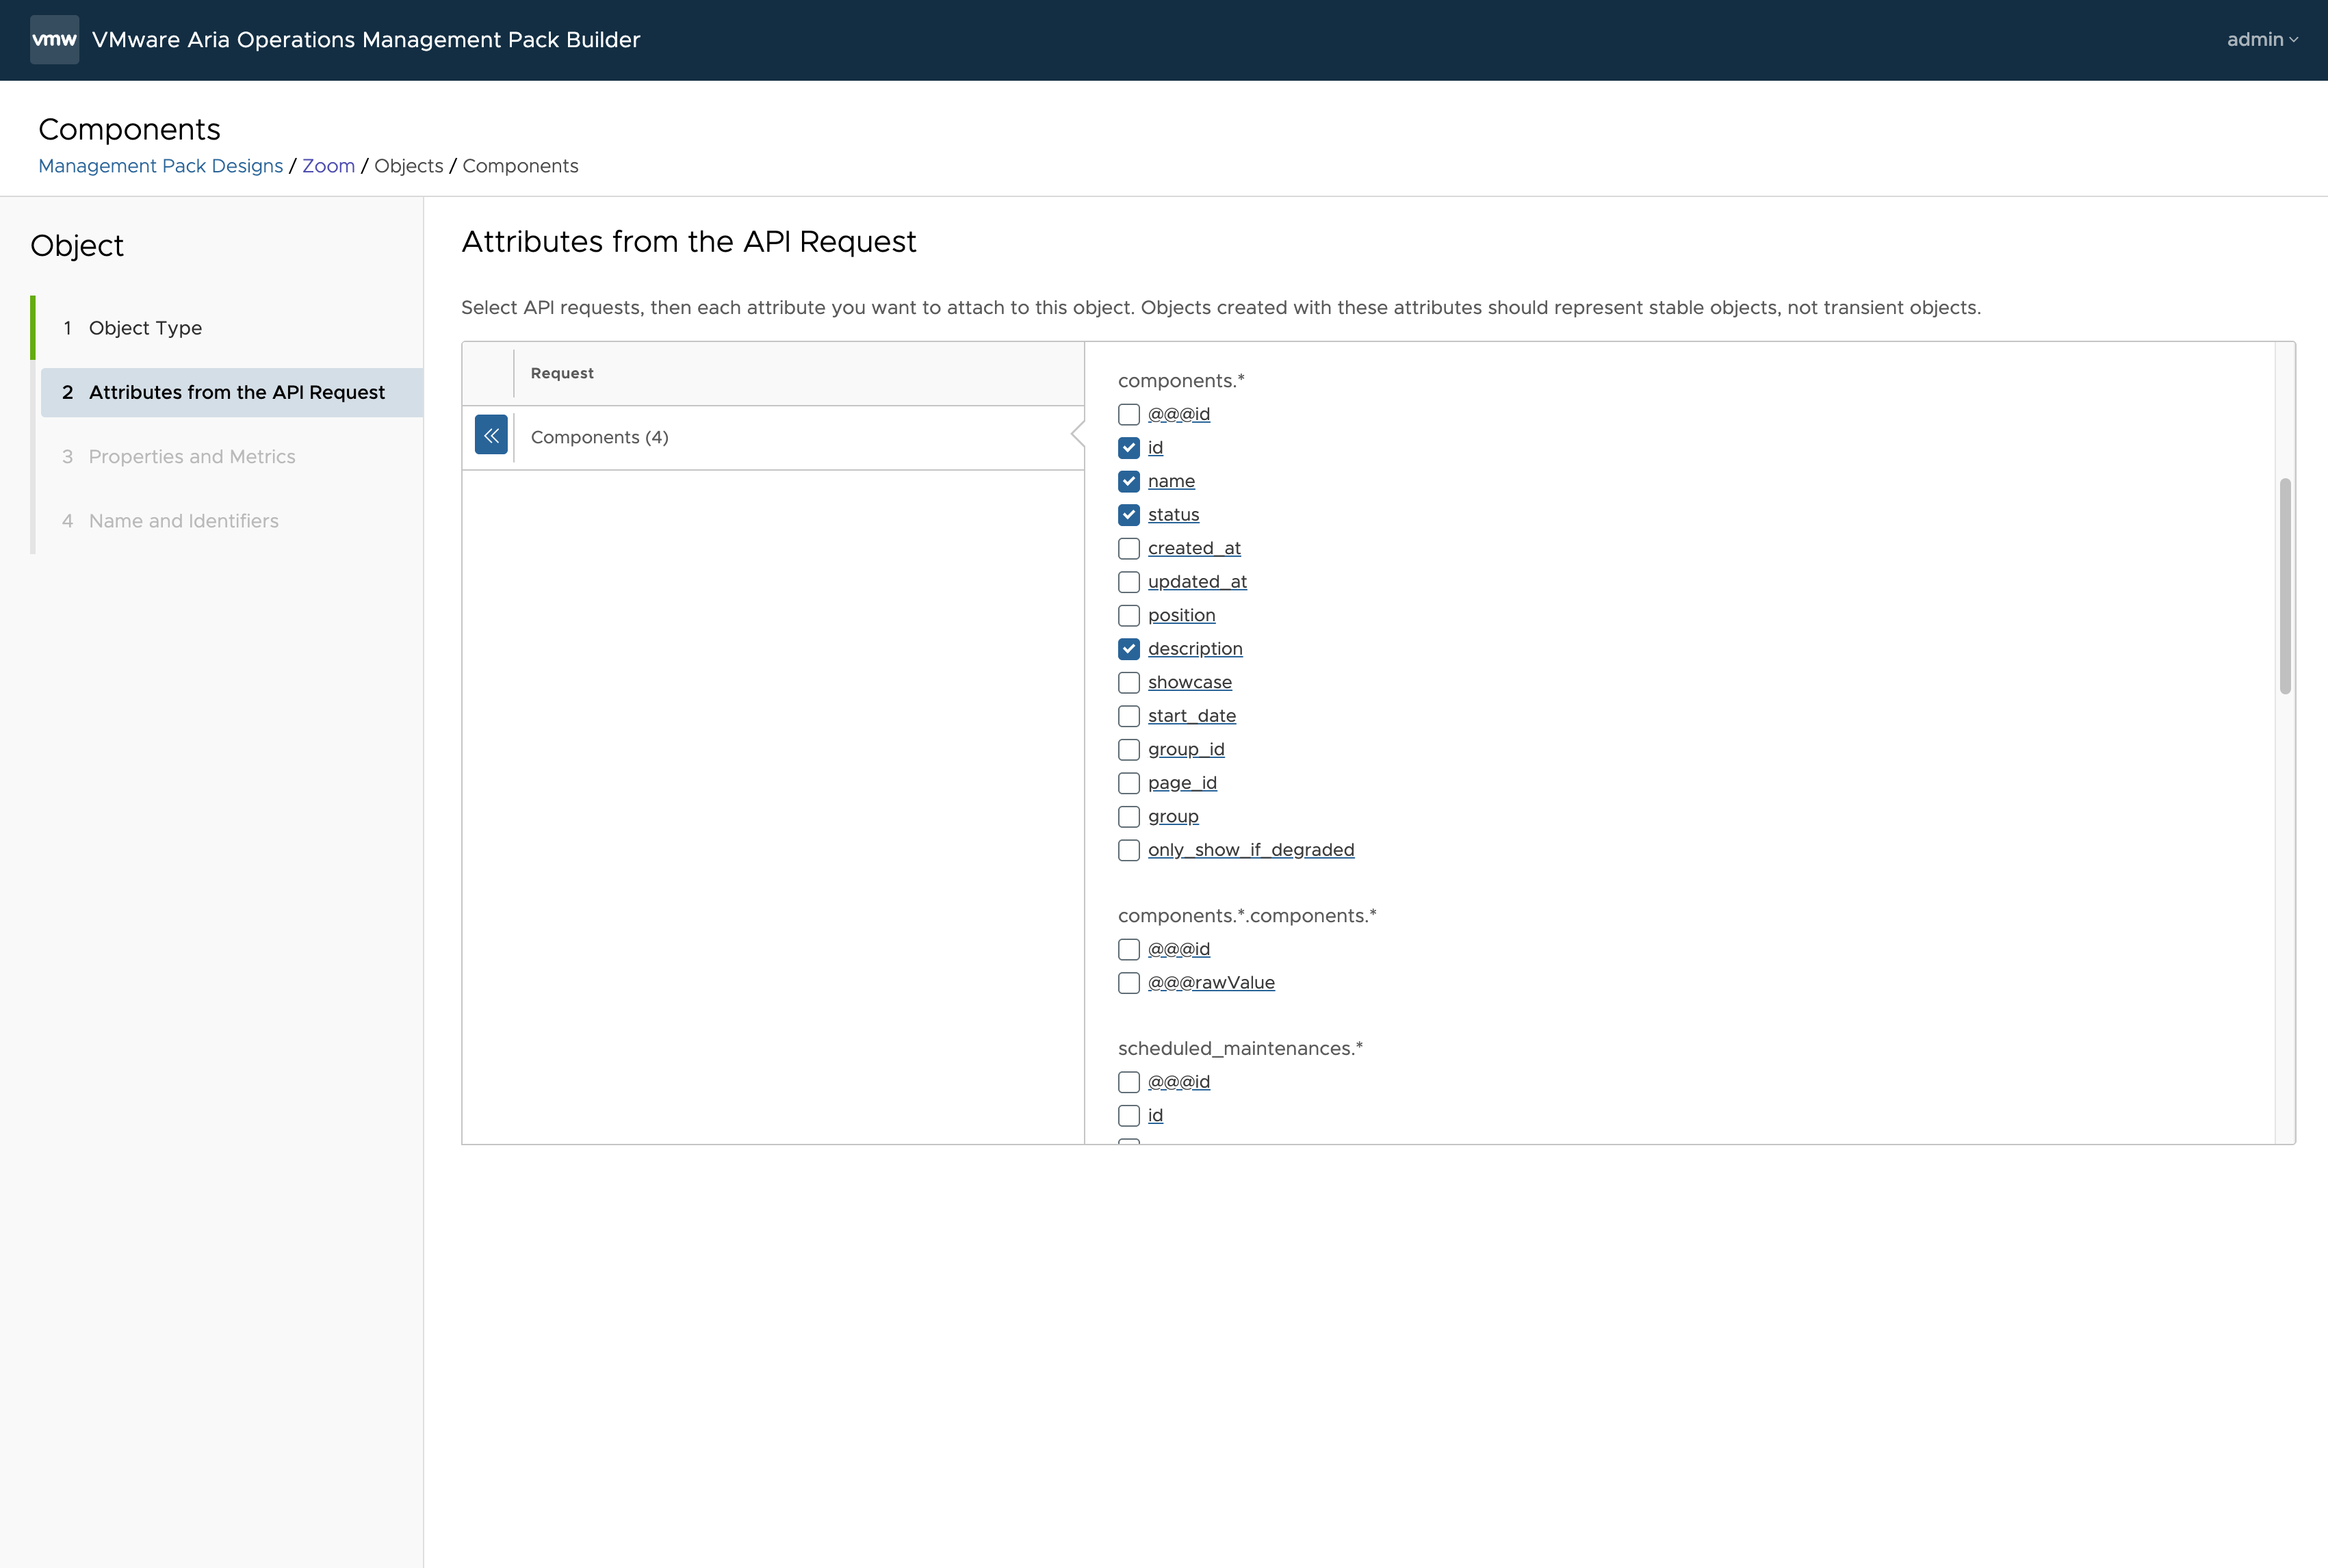 vmw VMware Aria Operations Management Pack Builder
admin
Components
Management Pack Designs / Zoom / Objects / Components
Object
1 Object Type
2 Attributes from the API Request
3 Properties and Metrics
4 Name and Identifiers
Attributes from the API Request
Select API requests, then each attribute you want to attach to this object. Objects created with these attributes should represent stable objects, not transient objects.
Request
Components (4)
components.*
@@@id
id
name
status
created_at
updated_at
position
description
showcase
start_date
group_id
page_id
group
only_show_if_degraded
components.*.components.*
@@@id
@@@rawValue
scheduled_maintenances.*
@@@id
id